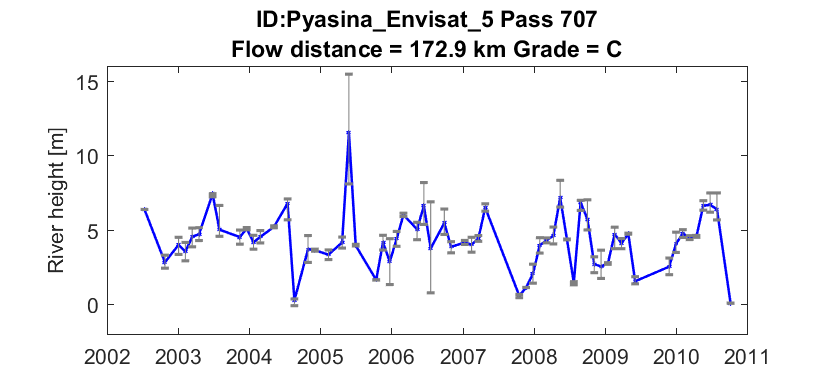 ID:Pyasina_Envisat_5 Pass 707
Flow distance = 172.9 km Grade = C
River height [m]
15
10
5
0
2002 2003 2004 2005 2006 2007 2008 2009 2010 2011